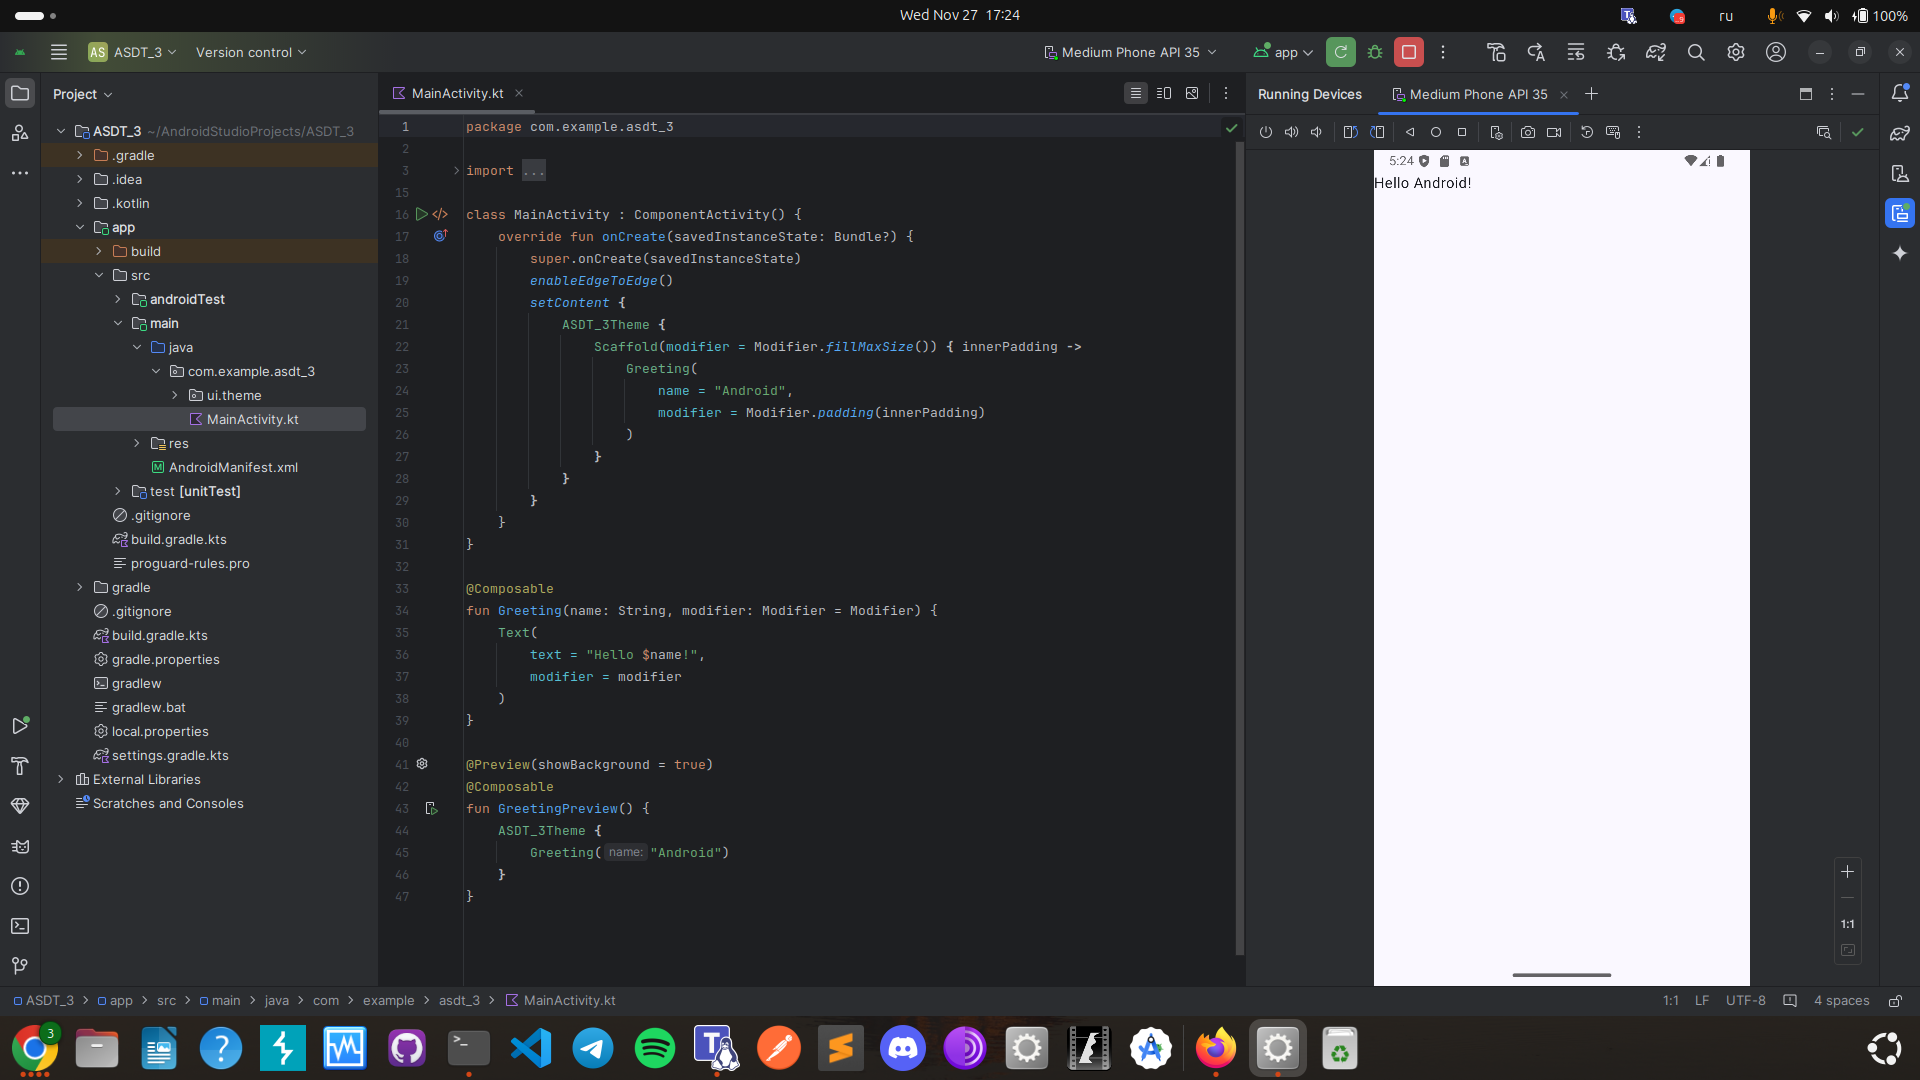 Wed Nov 27 17:24
ru
100%
AS ASDT_3
Version control
Medium Phone API 35
app
Project
MainActivity.kt
Running Devices
Medium Phone API 35
ASDT_3 ~/AndroidStudioProjects/ASDT_3
.gradle
.idea
.kotlin
app
build
src
androidTest
main
java
com.example.asdt_3
ui.theme
MainActivity.kt
res
AndroidManifest.xml
test [unitTest]
.gitignore
build.gradle.kts
proguard-rules.pro
gradle
.gitignore
build.gradle.kts
gradle.properties
gradlew
gradlew.bat
local.properties
settings.gradle.kts
External Libraries
Scratches and Consoles
1 package com.example.asdt_3
2
3 import ...
15
16 class MainActivity : ComponentActivity() {
17 override fun onCreate(savedInstanceState: Bundle?) {
18 super.onCreate(savedInstanceState)
19 enableEdgeToEdge()
20 setContent {
21 ASDT_3Theme {
22 Scaffold(modifier = Modifier.fillMaxSize()) { innerPadding ->
23 Greeting(
24 name = "Android",
25 modifier = Modifier.padding(innerPadding)
26 )
27 }
28 }
29 }
30 }
31 }
32
33 @Composable
34 fun Greeting(name: String, modifier: Modifier = Modifier) {
35 Text(
36 text = "Hello $name!",
37 modifier = modifier
38 )
39 }
40
41 @Preview(showBackground = true)
42 @Composable
43 fun GreetingPreview() {
44 ASDT_3Theme {
45 Greeting( name: "Android")
46 }
47 }
5:24
Hello Android!
1:1
ASDT_3 > app > src > main > java > com > example > asdt_3 > MainActivity.kt
1:1 LF UTF-8 4 spaces
3